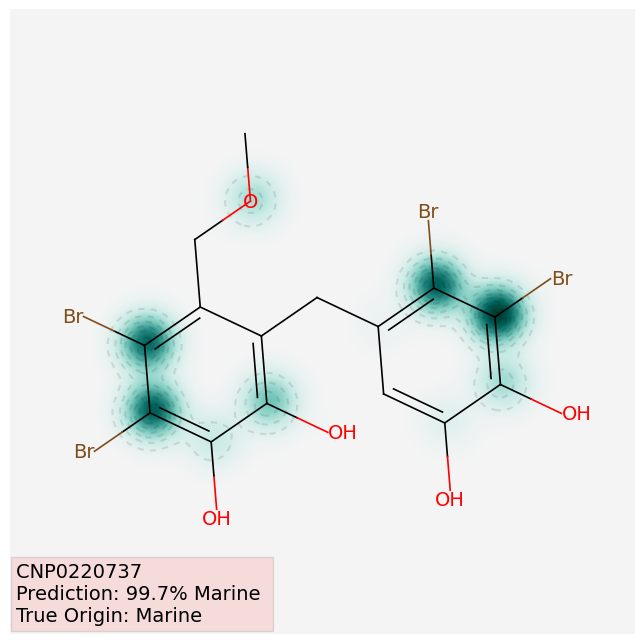 O
Br
Br
Br
Br
OH
OH
OH
OH
CNP0220737
Prediction: 99.7% Marine
True Origin: Marine